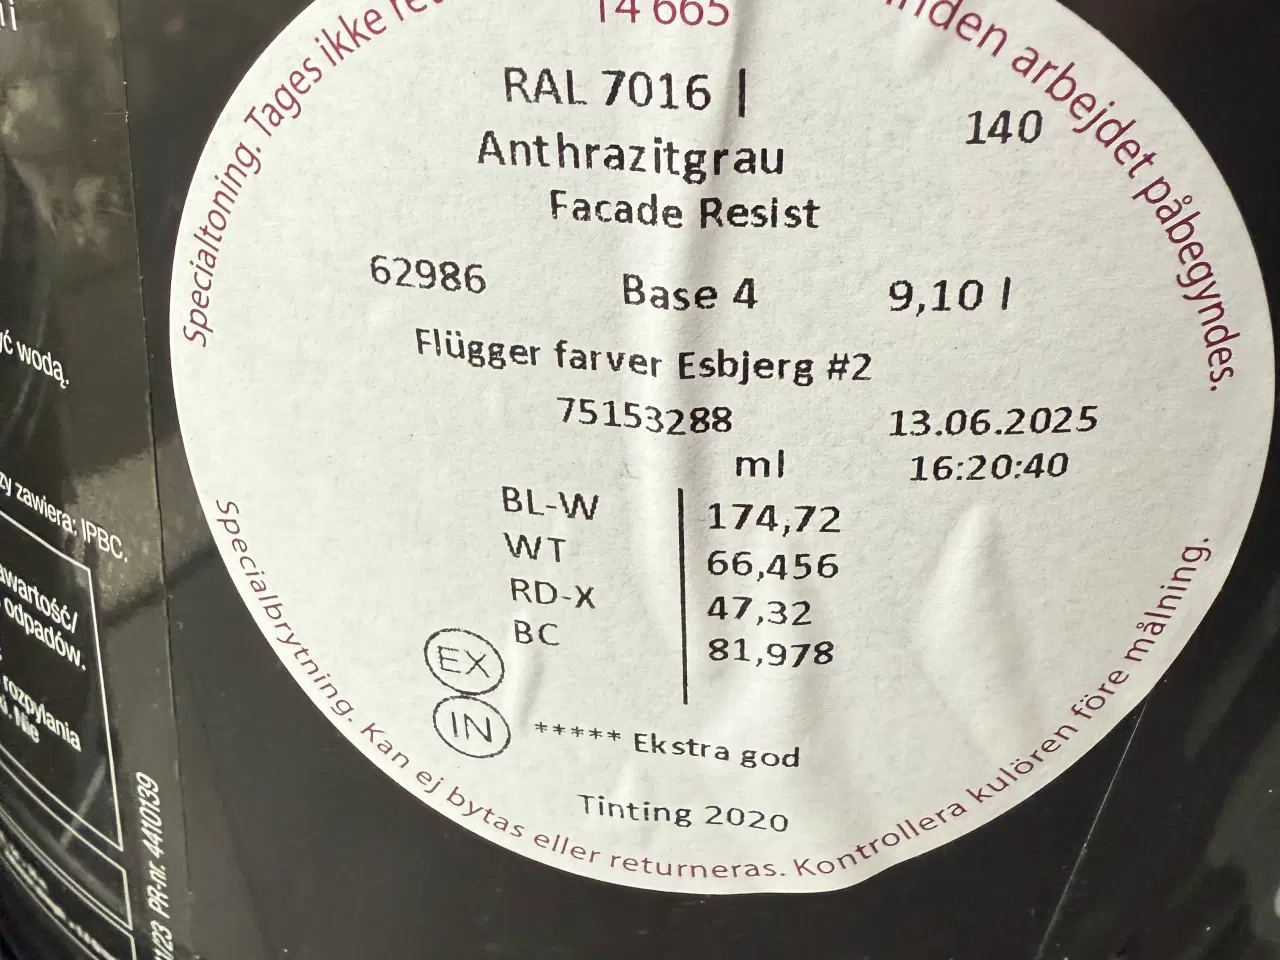 14 665
Specialtoning. Tages ikke
inden arbejdet påbegyndes.
RAL 7016 |
140
Anthrazitgrau
Facade Resist
62986 Base 4 9,10 l
Flügger farver Esbjerg #2
75153288 13.06.2025
ml 16:20:40
BL-W 174,72
WT 66,456
RD-X 47,32
BC 81,978
EX
IN
***** Ekstra god
Tinting 2020
Specialbrytning. Kan ej bytas eller returneras. Kontrollera kulören före målning.
wodą.
zawiera: IPBC.
odpadów.
rozpylania
Nie
PR-nr. 4410139